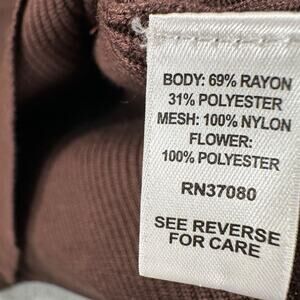 BODY: 69% RAYON
31% POLYESTER
MESH: 100% NYLON
FLOWER:
100% POLYESTER
RN37080
SEE REVERSE
FOR CARE